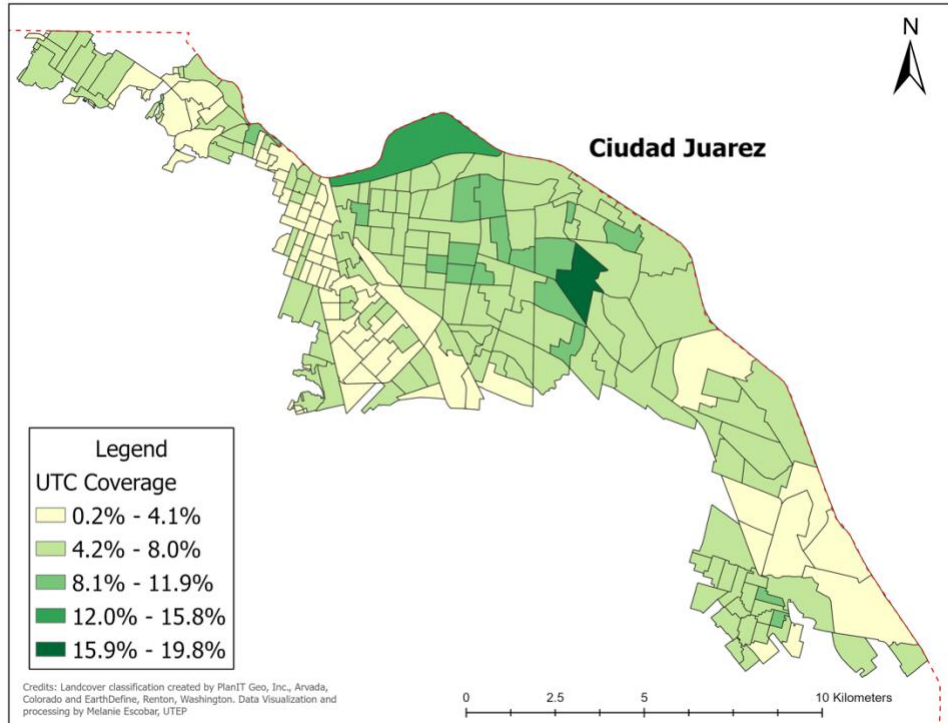 N
Ciudad Juarez
Legend
UTC Coverage
0.2% - 4.1%
4.2% - 8.0%
8.1% - 11.9%
12.0% - 15.8%
15.9% - 19.8%
Credits: Landcover classification created by PlanIT Geo, Inc., Arvada,
Colorado and EarthDefine, Renton, Washington. Data Visualization and
processing by Melanie Escobar, UTEP
0 2.5 5 10 Kilometers